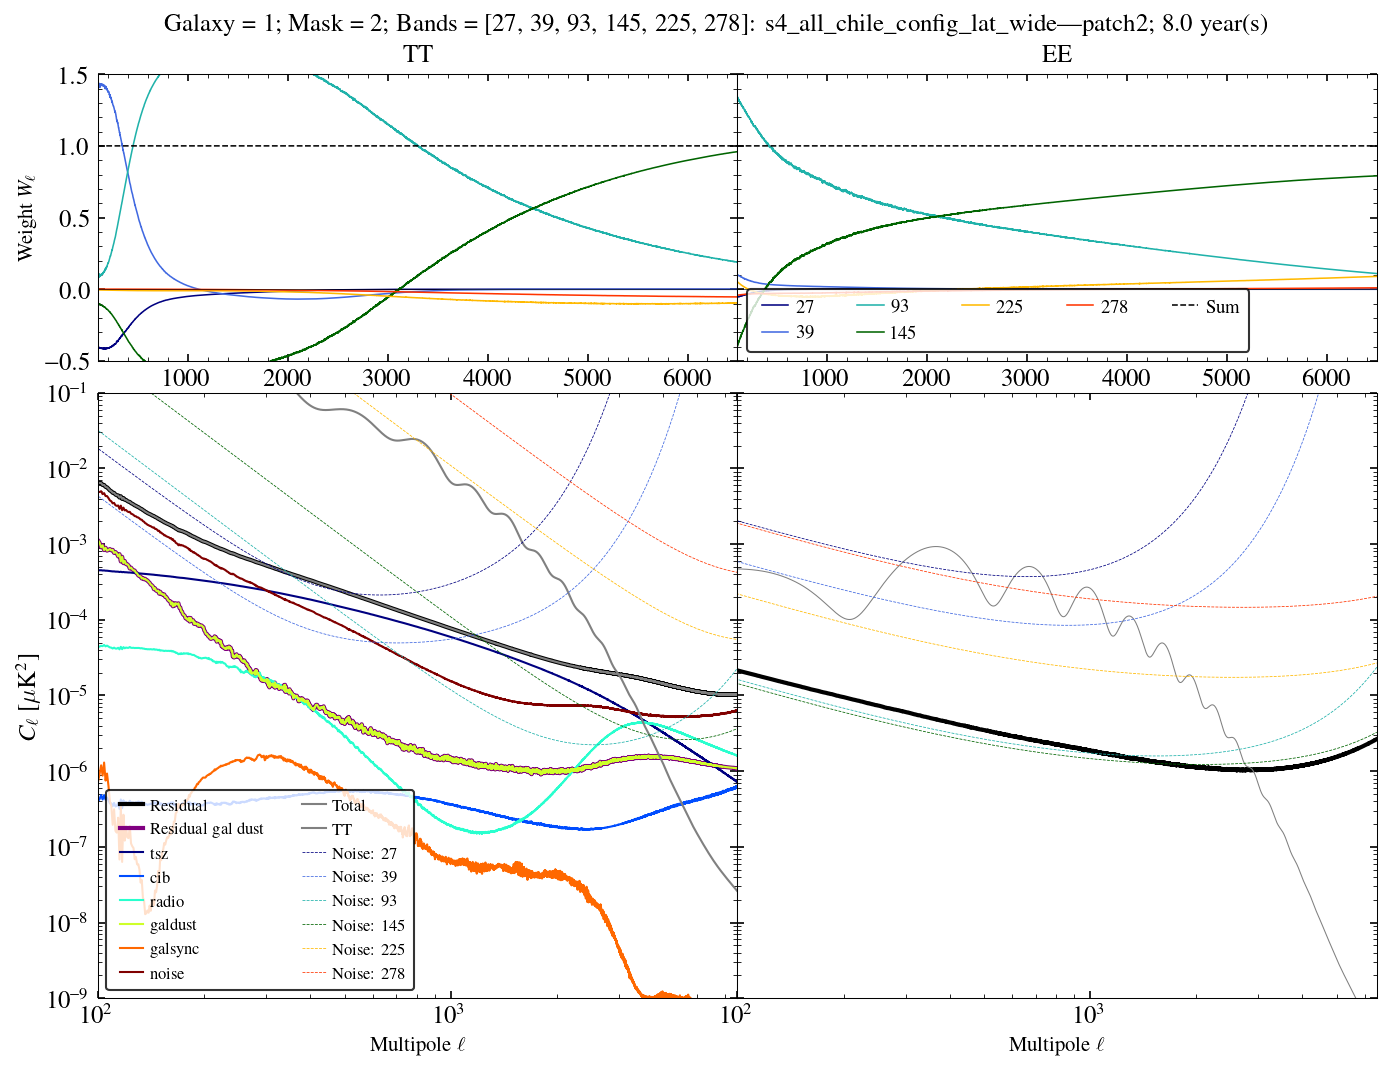 Galaxy = 1; Mask = 2; Bands = [27, 39, 93, 145, 225, 278]: s4_all_chile_config_lat_wide—patch2; 8.0 year(s)
TT
EE
1.5
1.0
0.5
0.0
−0.5
Weight W_ℓ
1000 2000 3000 4000 5000 6000
1000 2000 3000 4000 5000 6000
27 93 225 278 Sum
39 145
10^{-1}
10^{-2}
10^{-3}
10^{-4}
10^{-5}
10^{-6}
10^{-7}
10^{-8}
10^{-9}
C_ℓ [μK^2]
Residual Total
Residual gal dust TT
tsz Noise: 27
cib Noise: 39
radio Noise: 93
galdust Noise: 145
galsync Noise: 225
noise Noise: 278
10^2 10^3 10^2 10^3
Multipole ℓ
Multipole ℓ